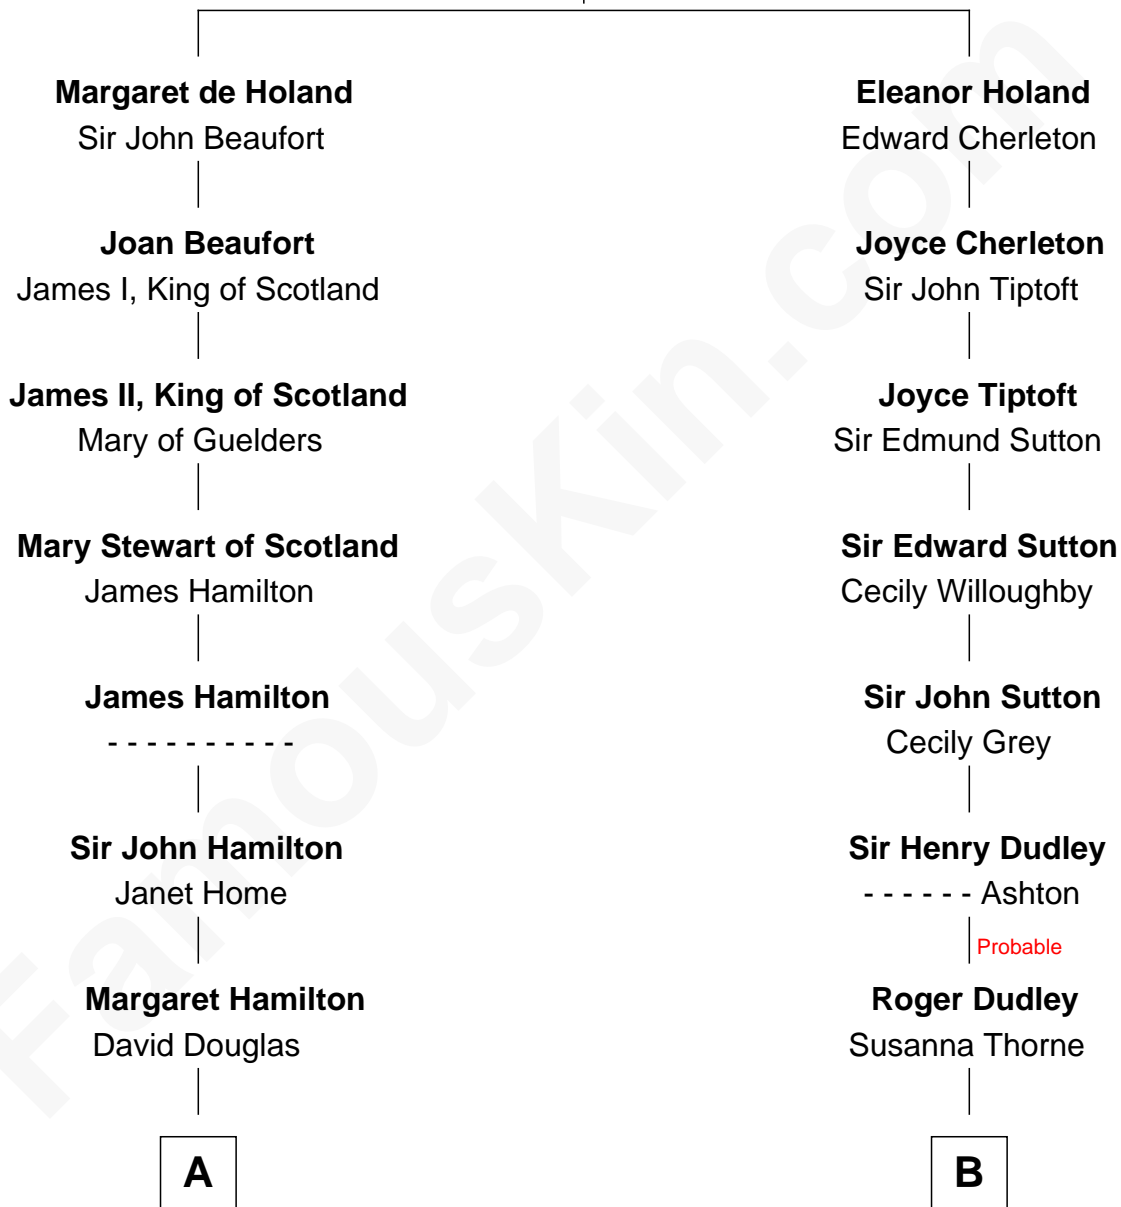 Margaret de Holand
Sir John Beaufort
Joan Beaufort
James I, King of Scotland
James II, King of Scotland
Mary of Guelders
Mary Stewart of Scotland
James Hamilton
James Hamilton
- - - - - - - - - -
Sir John Hamilton
Janet Home
Margaret Hamilton
David Douglas
A
Eleanor Holand
Edward Cherleton
Joyce Cherleton
Sir John Tiptoft
Joyce Tiptoft
Sir Edmund Sutton
Sir Edward Sutton
Cecily Willoughby
Sir John Sutton
Cecily Grey
Sir Henry Dudley
- - - - - - Ashton
Probable
Roger Dudley
Susanna Thorne
B
FamousKin.com